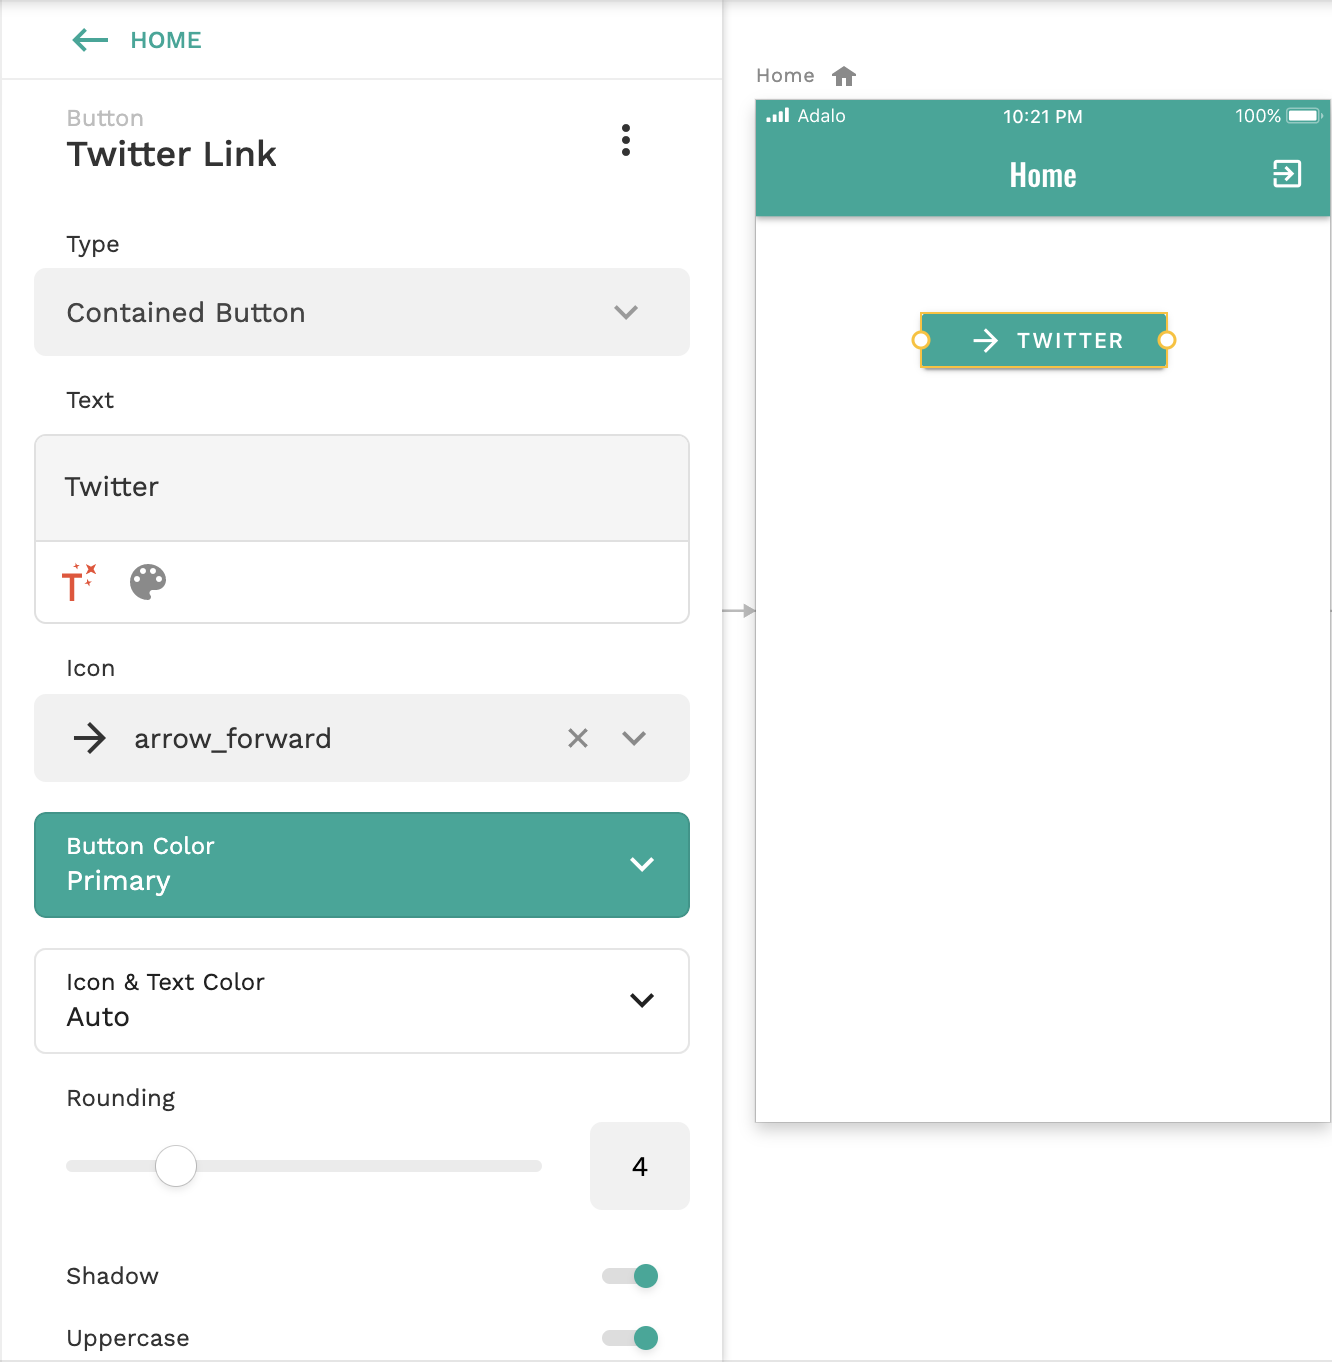 HOME
Button
Twitter Link
Type
Contained Button
Text
Twitter
T
Icon
arrow_forward
Button Color
Primary
Icon & Text Color
Auto
Rounding
4
Shadow
Uppercase
Home
Adalo 10:21 PM 100%
Home
TWITTER